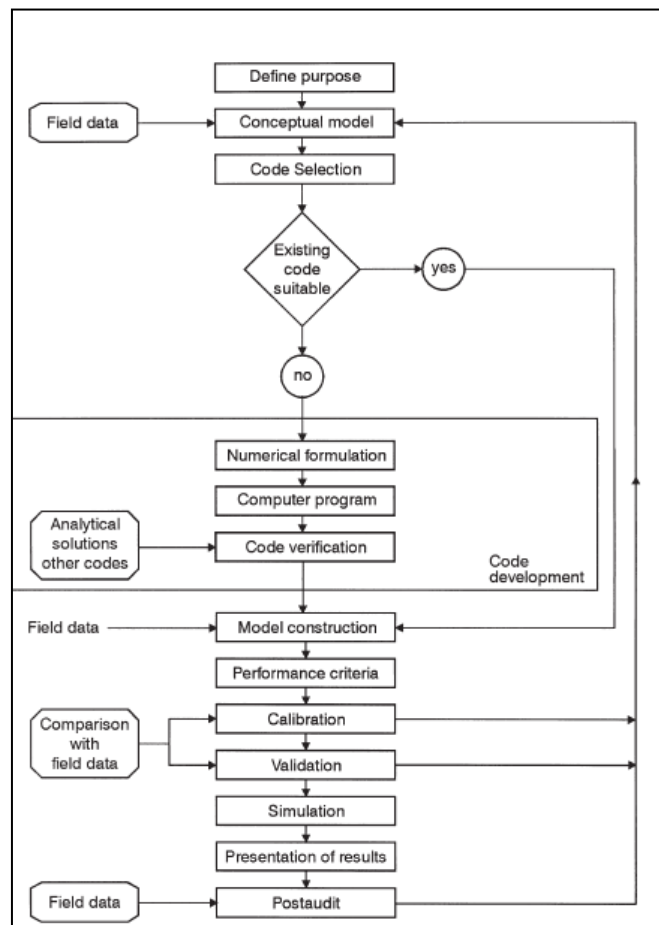 Define purpose
Field data
Conceptual model
Code Selection
Existing
code
suitable
yes
no
Numerical formulation
Computer program
Analytical
solutions
other codes
Code verification
Code
development
Field data
Model construction
Performance criteria
Comparison
with
field data
Calibration
Validation
Simulation
Presentation of results
Field data
Postaudit